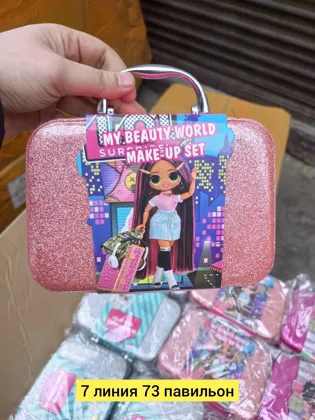 MY BEAUTY WORLD
SURPRISE
MAKE-UP SET
7 линия 73 павильон